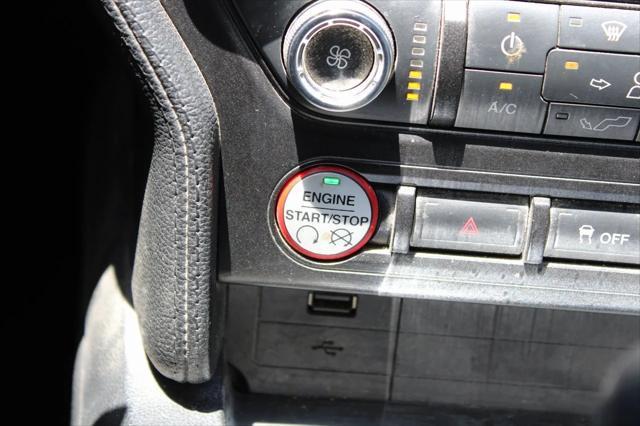 A/C
ENGINE
START/STOP
OFF